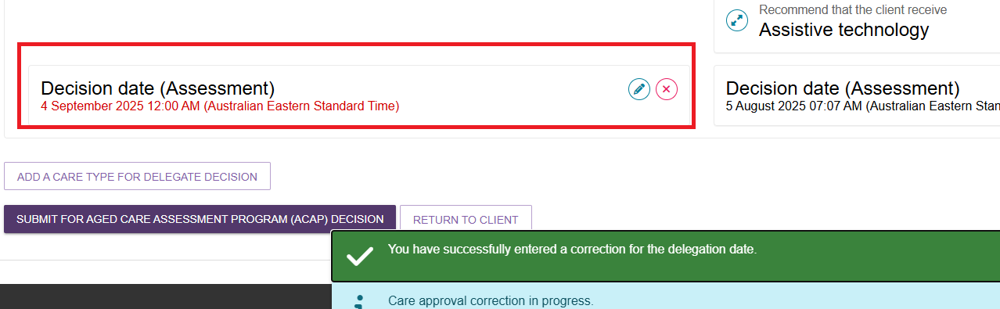 Recommend that the client receive
Assistive technology
Decision date (Assessment)
4 September 2025 12:00 AM (Australian Eastern Standard Time)
Decision date (Assessment)
5 August 2025 07:07 AM (Australian Eastern Stan
ADD A CARE TYPE FOR DELEGATE DECISION
SUBMIT FOR AGED CARE ASSESSMENT PROGRAM (ACAP) DECISION
RETURN TO CLIENT
You have successfully entered a correction for the delegation date.
Care approval correction in progress.